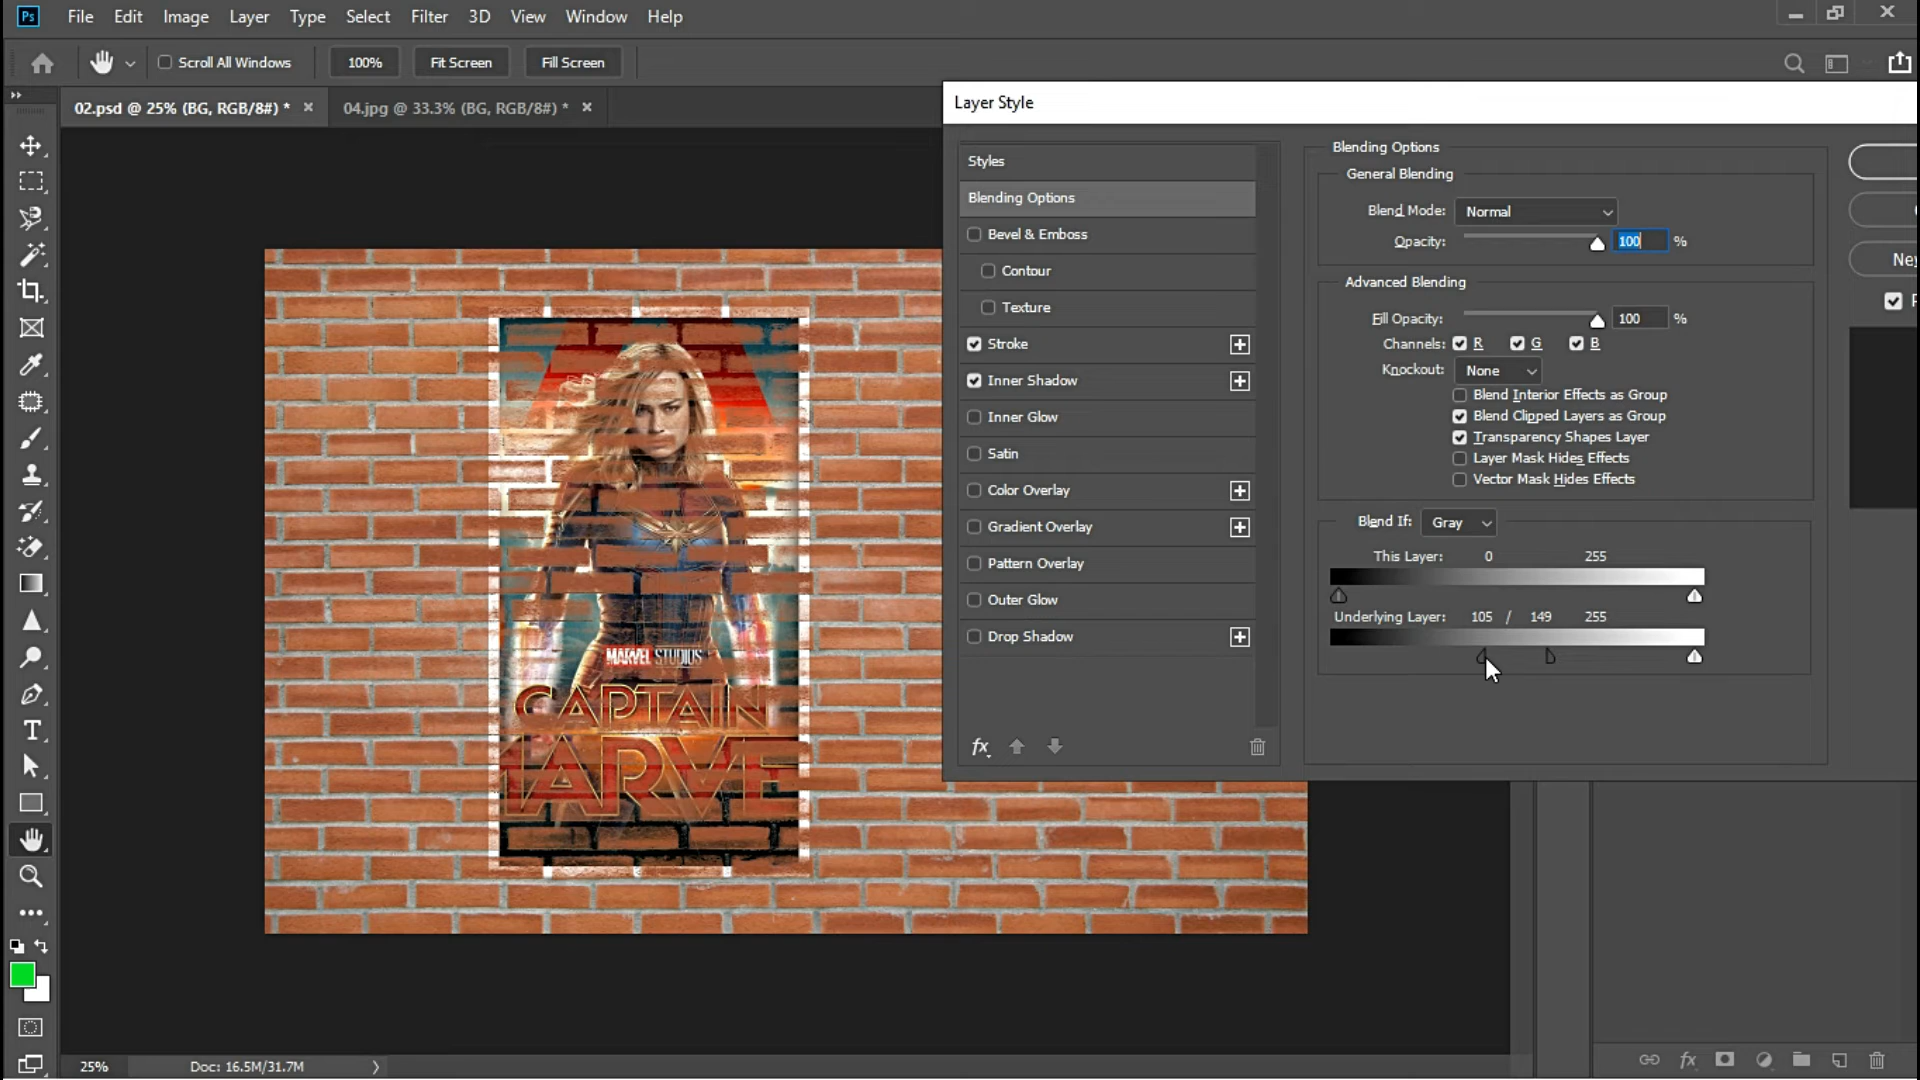 Ps File Edit Image Layer Type Select Filter 3D View Window Help
Scroll All Windows 100% Fit Screen Fill Screen
02.psd @ 25% (BG, RGB/8#) * 04.jpg @ 33.3% (BG, RGB/8#) *
Layer Style
Styles
Blending Options
Bevel & Emboss
Contour
Texture
Stroke
Inner Shadow
Inner Glow
Satin
Color Overlay
Gradient Overlay
Pattern Overlay
Outer Glow
Drop Shadow
fx
Blending Options
General Blending
Blend Mode: Normal
Opacity: 100 %
Advanced Blending
Fill Opacity: 100 %
Channels: R G B
Knockout: None
Blend Interior Effects as Group
Blend Clipped Layers as Group
Transparency Shapes Layer
Layer Mask Hides Effects
Vector Mask Hides Effects
Blend If: Gray
This Layer: 0 255
Underlying Layer: 105 / 149 255
Ne
MARVEL STUDIOS
CAPTAIN
MARVE
25% Doc: 16.5M/31.7M
fx